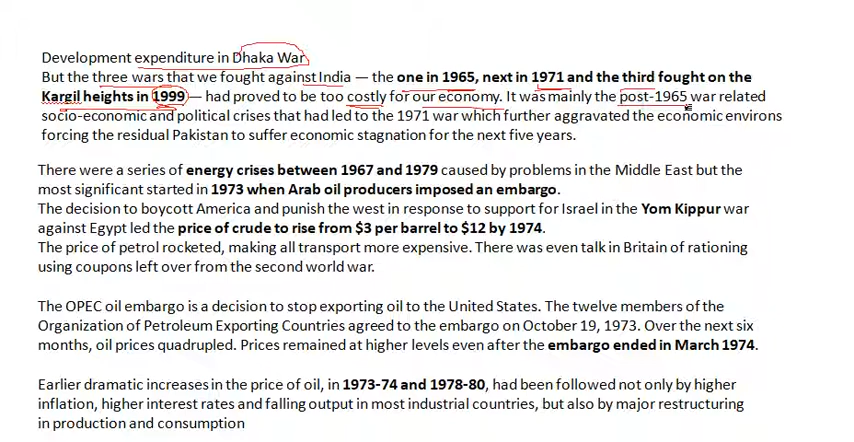 Development expenditure in Dhaka War
But the three wars that we fought against India — the one in 1965, next in 1971 and the third fought on the
Kargil heights in 1999— had proved to be too costly for our economy. It was mainly the post-1965 war related
socio-economic and political crises that had led to the 1971 war which further aggravated the economic environs
forcing the residual Pakistan to suffer economic stagnation for the next five years.
There were a series of energy crises between 1967 and 1979 caused by problems in the Middle East but the
most significant started in 1973 when Arab oil producers imposed an embargo.
The decision to boycott America and punish the west in response to support for Israel in the Yom Kippur war
against Egypt led the price of crude to rise from $3 per barrel to $12 by 1974.
The price of petrol rocketed, making all transport more expensive. There was even talk in Britain of rationing
using coupons left over from the second world war.
The OPEC oil embargo is a decision to stop exporting oil to the United States. The twelve members of the
Organization of Petroleum Exporting Countries agreed to the embargo on October 19, 1973. Over the next six
months, oil prices quadrupled. Prices remained at higher levels even after the embargo ended in March 1974.
Earlier dramatic increases in the price of oil, in 1973-74 and 1978-80, had been followed not only by higher
inflation, higher interest rates and falling output in most industrial countries, but also by major restructuring
in production and consumption